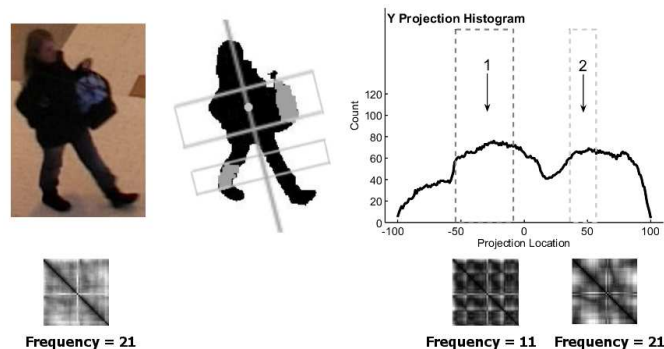 Y Projection Histogram
1
2
Count
120
100
80
60
40
20
0
-100
-50
0
50
100
Projection Location
Frequency = 21
Frequency = 11
Frequency = 21